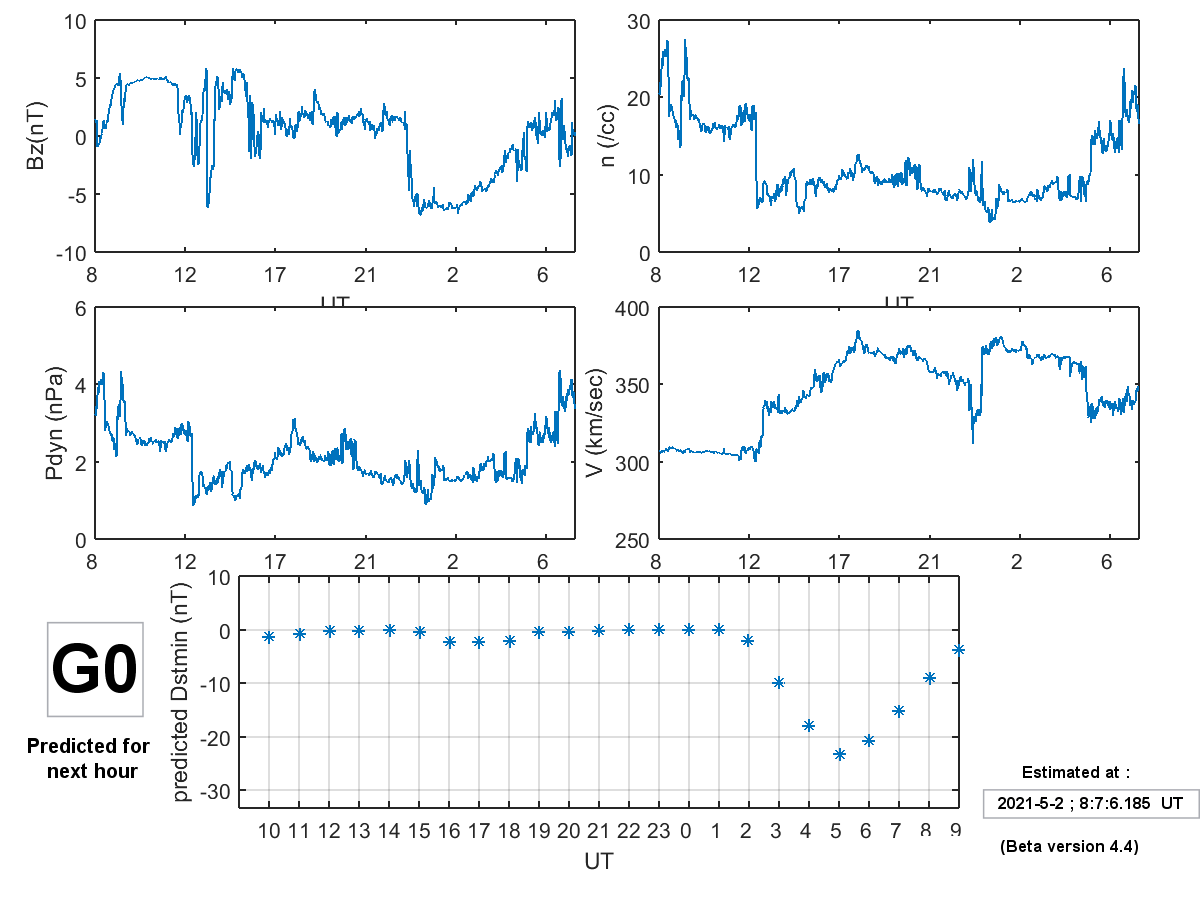 10
5
0
-5
-10
Bz(nT)
8 12 17 21 2 6
UT
30
20
10
0
n (/cc)
8 12 17 21 2 6
UT
6
4
2
0
Pdyn (nPa)
8 12 17 21 2 6
400
350
300
250
V (km/sec)
8 12 17 21 2 6
10
0
-10
-20
-30
predicted Dstmin (nT)
10 11 12 13 14 15 16 17 18 19 20 21 22 23 0 1 2 3 4 5 6 7 8 9
UT
G0
Predicted for
next hour
Estimated at :
2021-5-2 ; 8:7:6.185 UT
(Beta version 4.4)